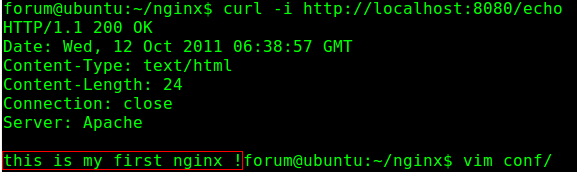 forum@ubuntu:~/nginx$ curl -i http://localhost:8080/echo
HTTP/1.1 200 OK
Date: Wed, 12 Oct 2011 06:38:57 GMT
Content-Type: text/html
Content-Length: 24
Connection: close
Server: Apache

this is my first nginx !forum@ubuntu:~/nginx$ vim conf/